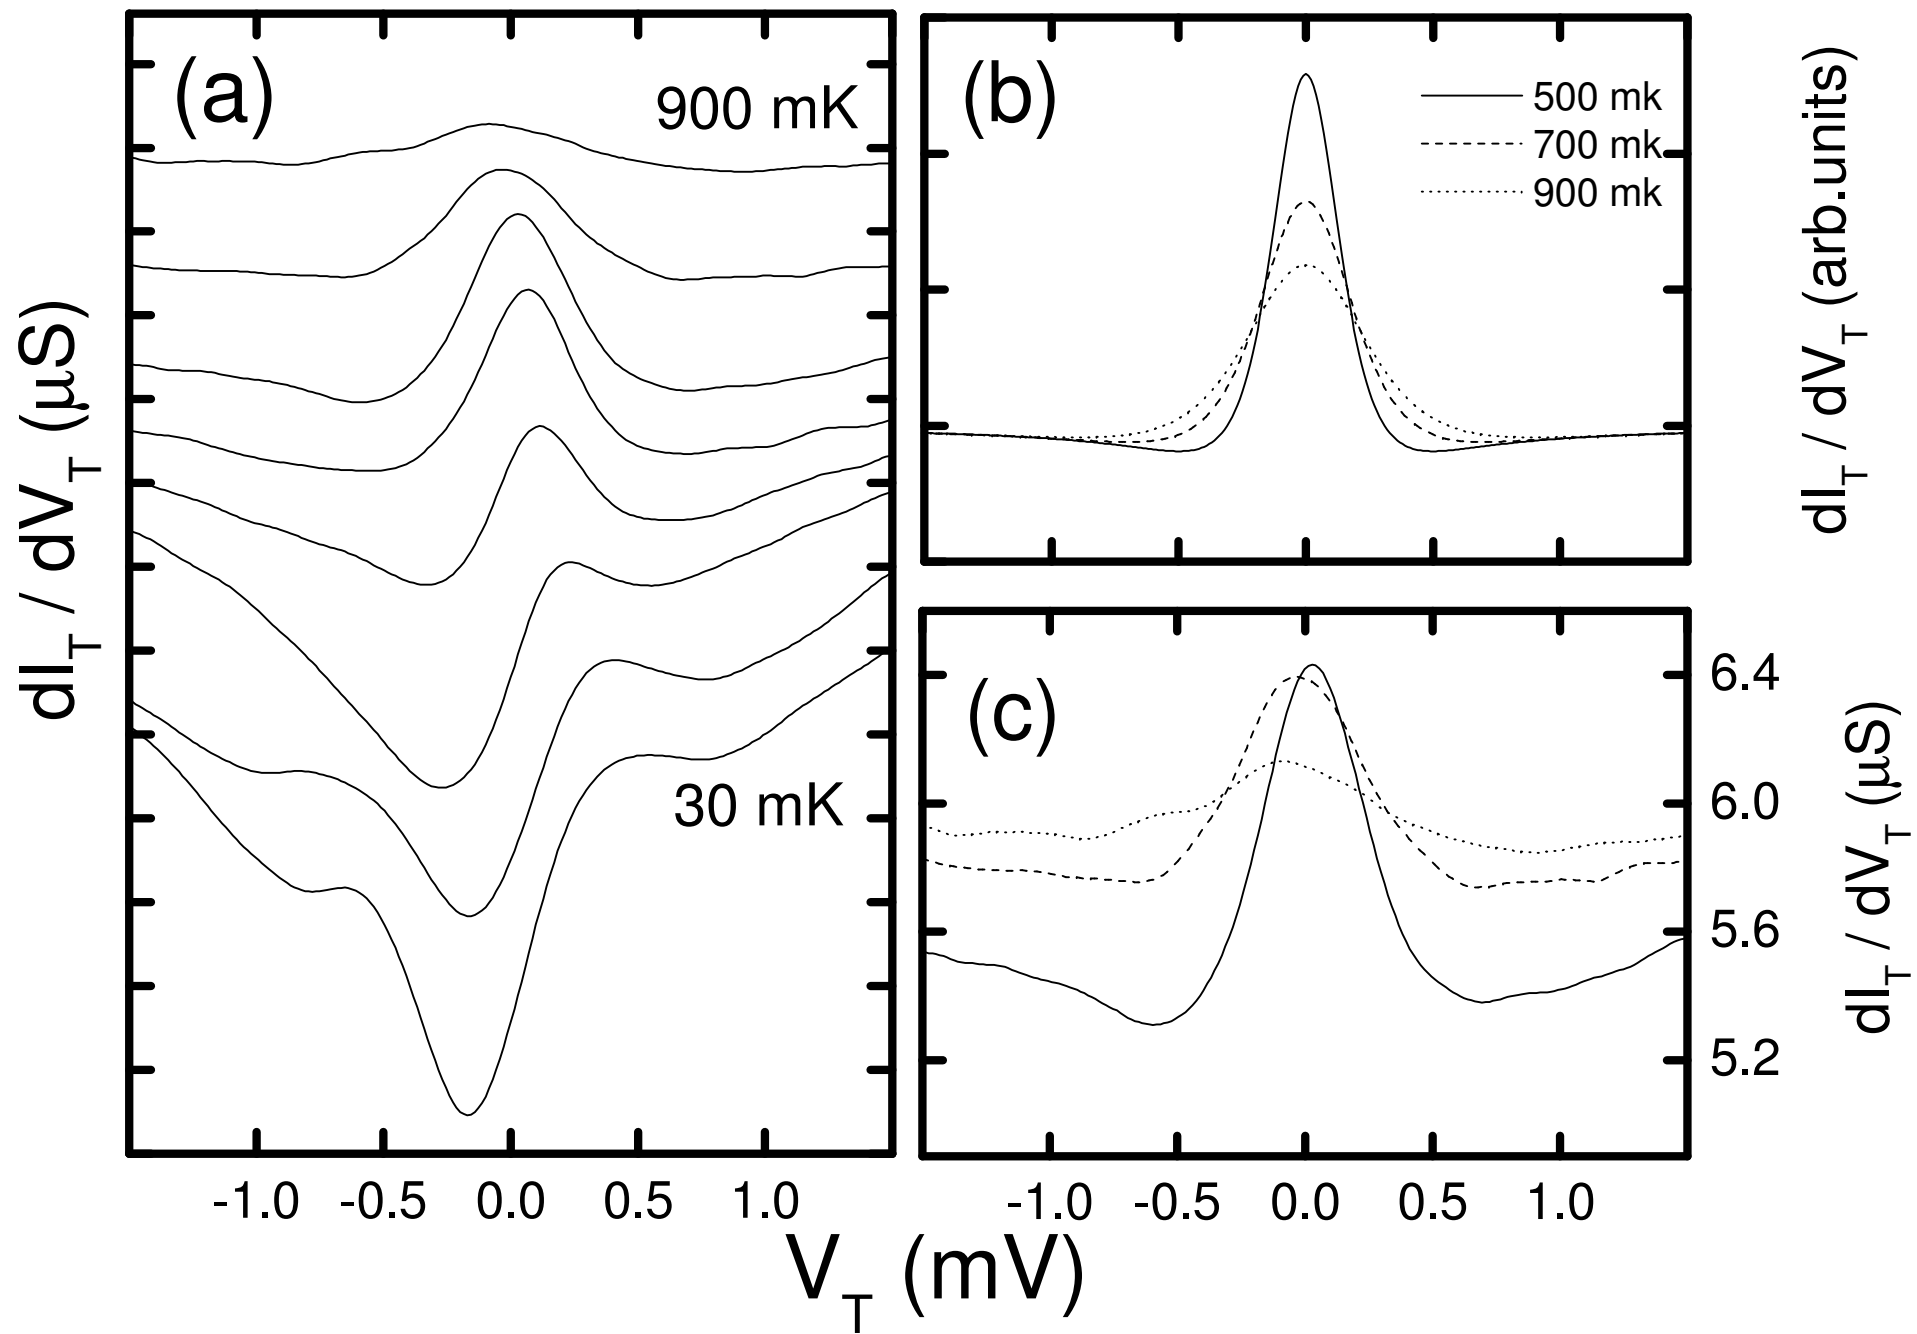 (a)
900 mK
30 mK
dI_T / dV_T (μS)
-1.0 -0.5 0.0 0.5 1.0
(b)
500 mk
700 mk
900 mk
dI_T / dV_T (arb.units)
(c)
6.4
6.0
5.6
5.2
dI_T / dV_T (μS)
-1.0 -0.5 0.0 0.5 1.0
V_T (mV)